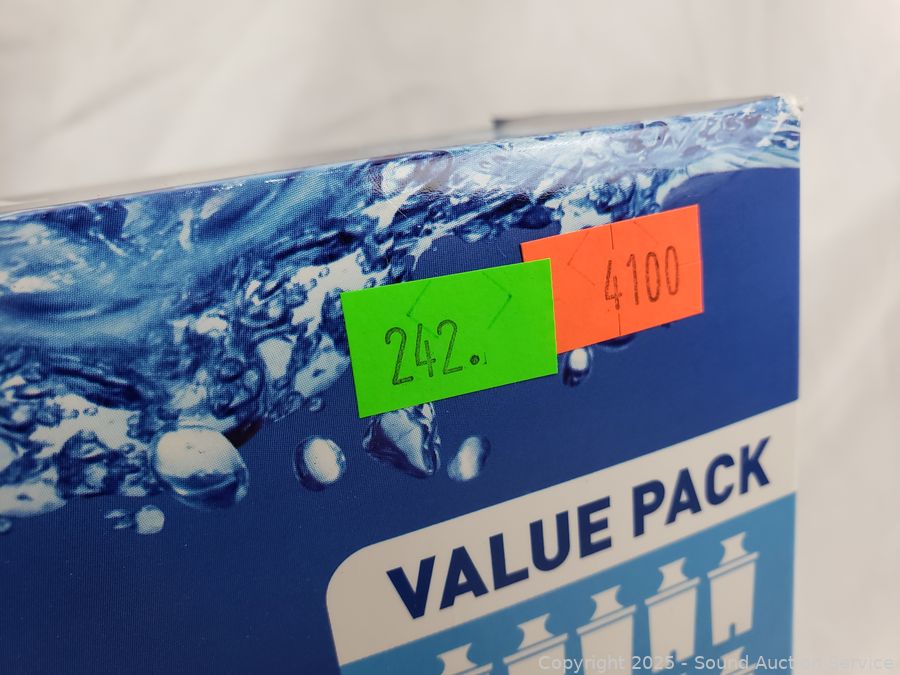 4100
242.
VALUE PACK
Copyright 2025 - Sound Auction Service